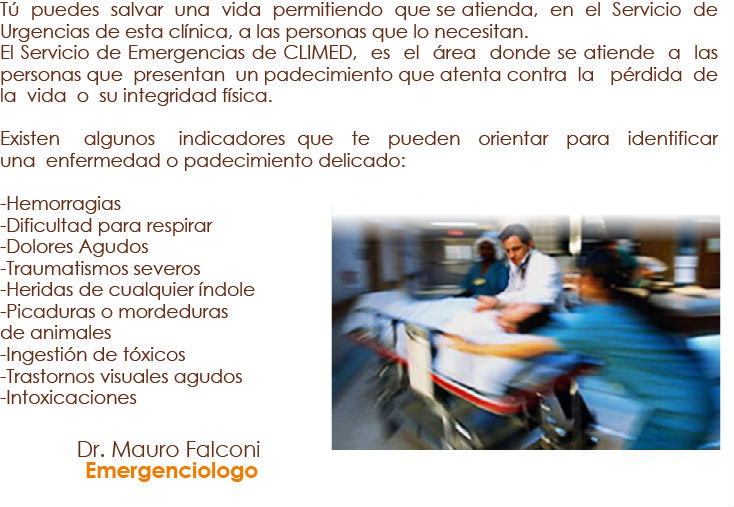 Tú puedes salvar una vida permitiendo que se atienda, en el Servicio de
Urgencias de esta clínica, a las personas que lo necesitan.
El Servicio de Emergencias de CLIMED, es el área donde se atiende a las
personas que presentan un padecimiento que atenta contra la pérdida de
la vida o su integridad física.
Existen algunos indicadores que te pueden orientar para identificar
una enfermedad o padecimiento delicado:
-Hemorragias
-Dificultad para respirar
-Dolores Agudos
-Traumatismos severos
-Heridas de cualquier índole
-Picaduras o mordeduras
de animales
-Ingestión de tóxicos
-Trastornos visuales agudos
-Intoxicaciones
Dr. Mauro Falconi
Emergenciologo